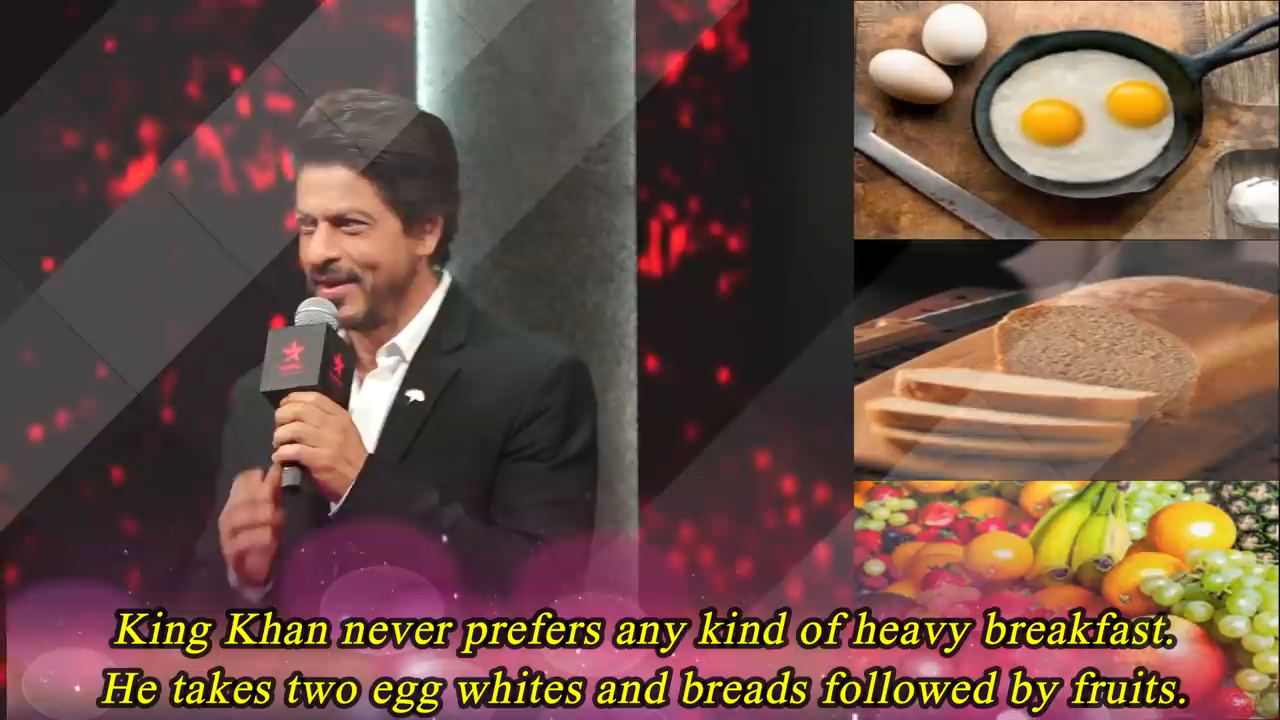 King Khan never prefers any kind of heavy breakfast.
He takes two egg whites and breads followed by fruits.